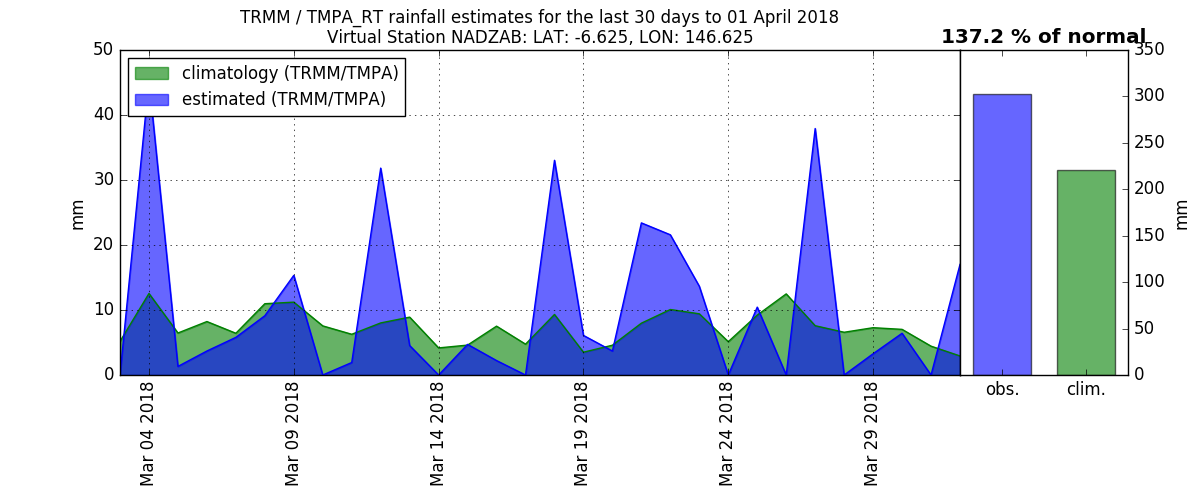 TRMM / TMPA_RT rainfall estimates for the last 30 days to 01 April 2018
Virtual Station NADZAB: LAT: -6.625, LON: 146.625
137.2 % of normal
climatology (TRMM/TMPA)
estimated (TRMM/TMPA)
mm
50
40
30
20
10
0
Mar 04 2018
Mar 09 2018
Mar 14 2018
Mar 19 2018
Mar 24 2018
Mar 29 2018
obs.
clim.
350
300
250
200
150
100
50
0
mm